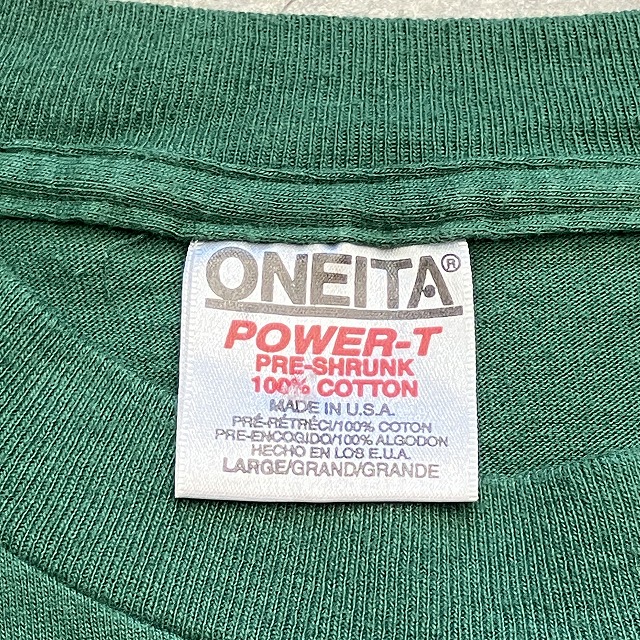 ONEITA®
POWER-T
PRE-SHRUNK
100% COTTON
MADE IN U.S.A.
PRÉ-RÉTRÉCI/100% COTON
PRE-ENCOGIDO/100% ALGODON
HECHO EN LOS E.U.A.
LARGE/GRAND/GRANDE